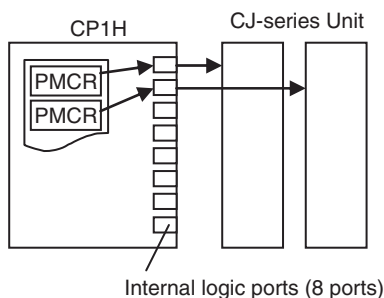 CP1H
CJ-series Unit
PMCR
PMCR
Internal logic ports (8 ports)